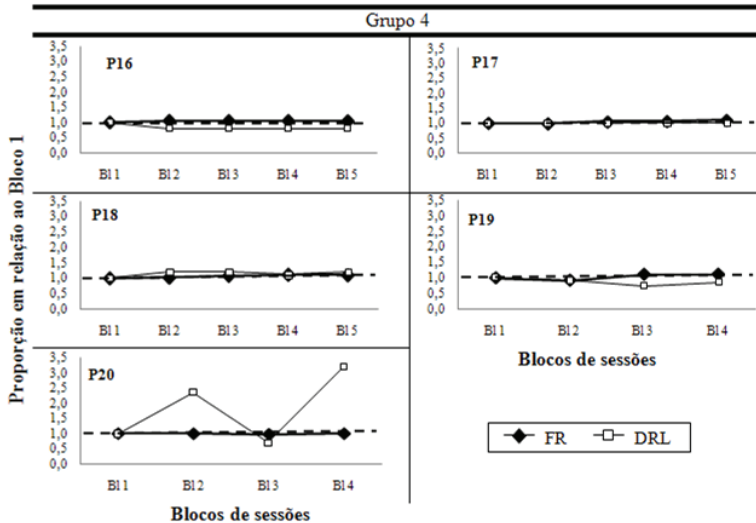 Grupo 4
Proporção em relação ao Bloco 1
P16
3,5
3,0
2,5
2,0
1,5
1,0
0,5
0,0
Bl1 Bl2 Bl3 Bl4 Bl5
P17
3,5
3,0
2,5
2,0
1,5
1,0
0,5
0,0
Bl1 Bl2 Bl3 Bl4 Bl5
P18
3,5
3,0
2,5
2,0
1,5
1,0
0,5
0,0
Bl1 Bl2 Bl3 Bl4 Bl5
P19
3,5
3,0
2,5
2,0
1,5
1,0
0,5
0,0
Bl1 Bl2 Bl3 Bl4
Blocos de sessões
P20
3,5
3,0
2,5
2,0
1,5
1,0
0,5
0,0
Bl1 Bl2 Bl3 Bl4
Blocos de sessões
FR DRL